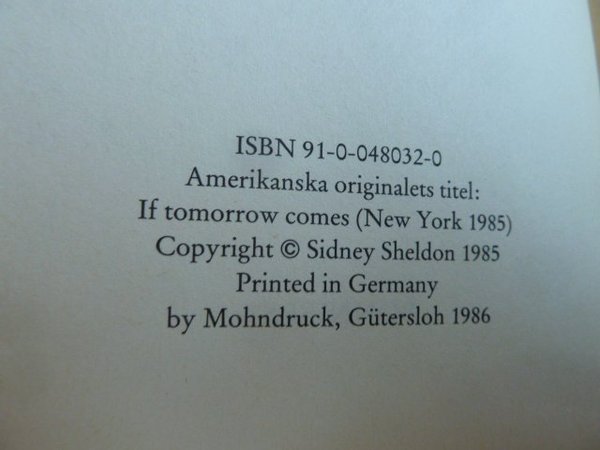 ISBN 91-0-048032-0
Amerikanska originalets titel:
If tomorrow comes (New York 1985)
Copyright © Sidney Sheldon 1985
Printed in Germany
by Mohndruck, Gütersloh 1986